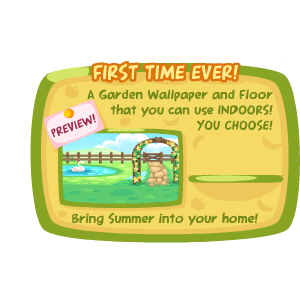 FIRST TIME EVER!
A Garden Wallpaper and Floor
that you can use INDOORS!
YOU CHOOSE!
PREVIEW!
Bring Summer into your home!